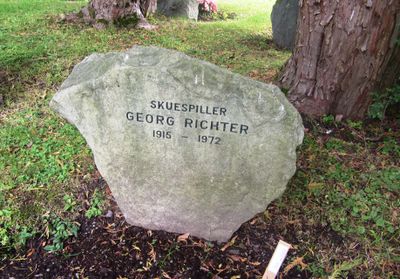 SKUESPILLER
GEORG RICHTER
1915 – 1972